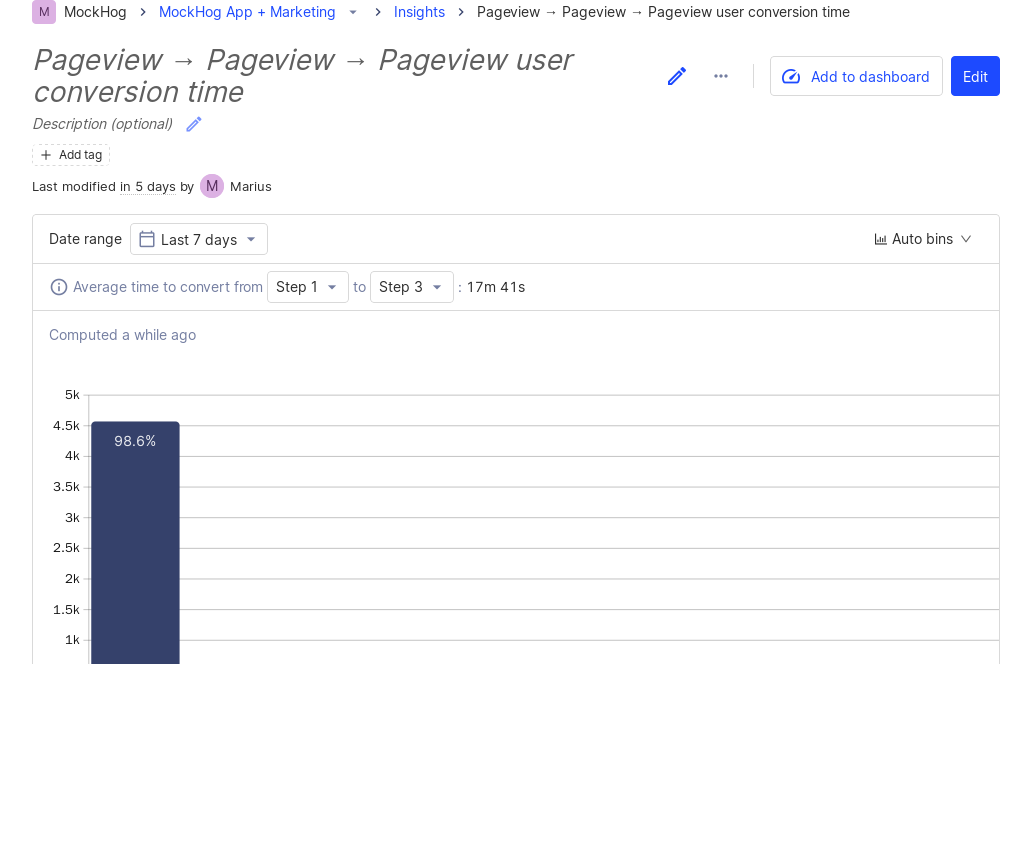 M MockHog MockHog App + Marketing Insights Pageview → Pageview → Pageview user conversion time
Pageview → Pageview → Pageview user
conversion time
Add to dashboard
Edit
Description (optional)
Add tag
Last modified in 5 days by M Marius
Date range Last 7 days Auto bins
Average time to convert from Step 1 to Step 3 : 17m 41s
Computed a while ago
5k
4.5k
98.6%
4k
3.5k
3k
2.5k
2k
1.5k
1k